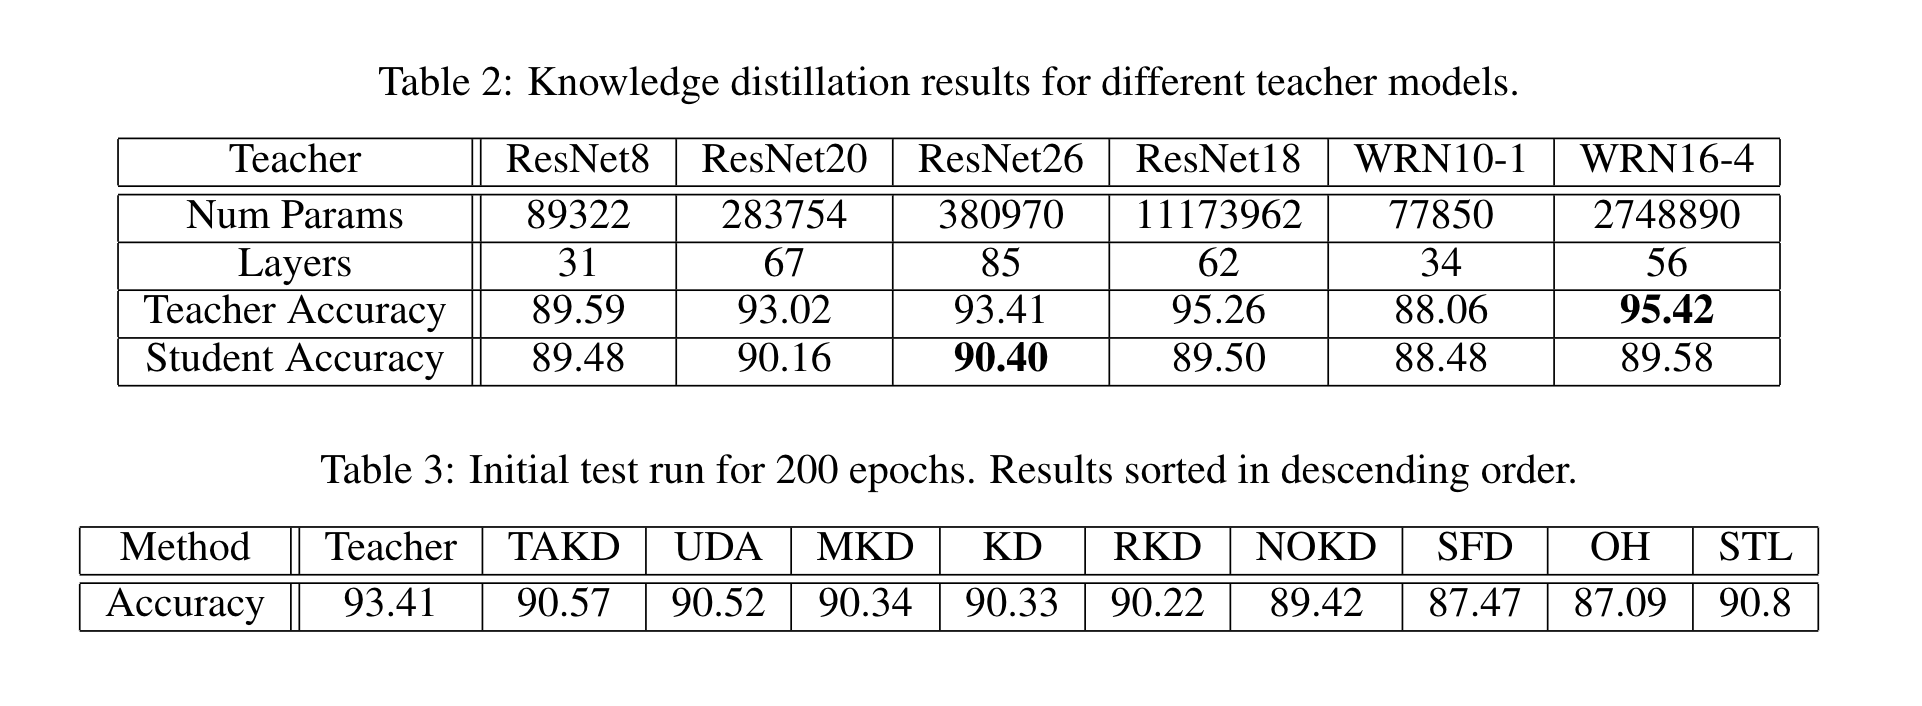 Table 2: Knowledge distillation results for different teacher models.
Teacher ResNet8 ResNet20 ResNet26 ResNet18 WRN10-1 WRN16-4
Num Params 89322 283754 380970 11173962 77850 2748890
Layers 31 67 85 62 34 56
Teacher Accuracy 89.59 93.02 93.41 95.26 88.06 95.42
Student Accuracy 89.48 90.16 90.40 89.50 88.48 89.58
Table 3: Initial test run for 200 epochs. Results sorted in descending order.
Method Teacher TAKD UDA MKD KD RKD NOKD SFD OH STL
Accuracy 93.41 90.57 90.52 90.34 90.33 90.22 89.42 87.47 87.09 90.8